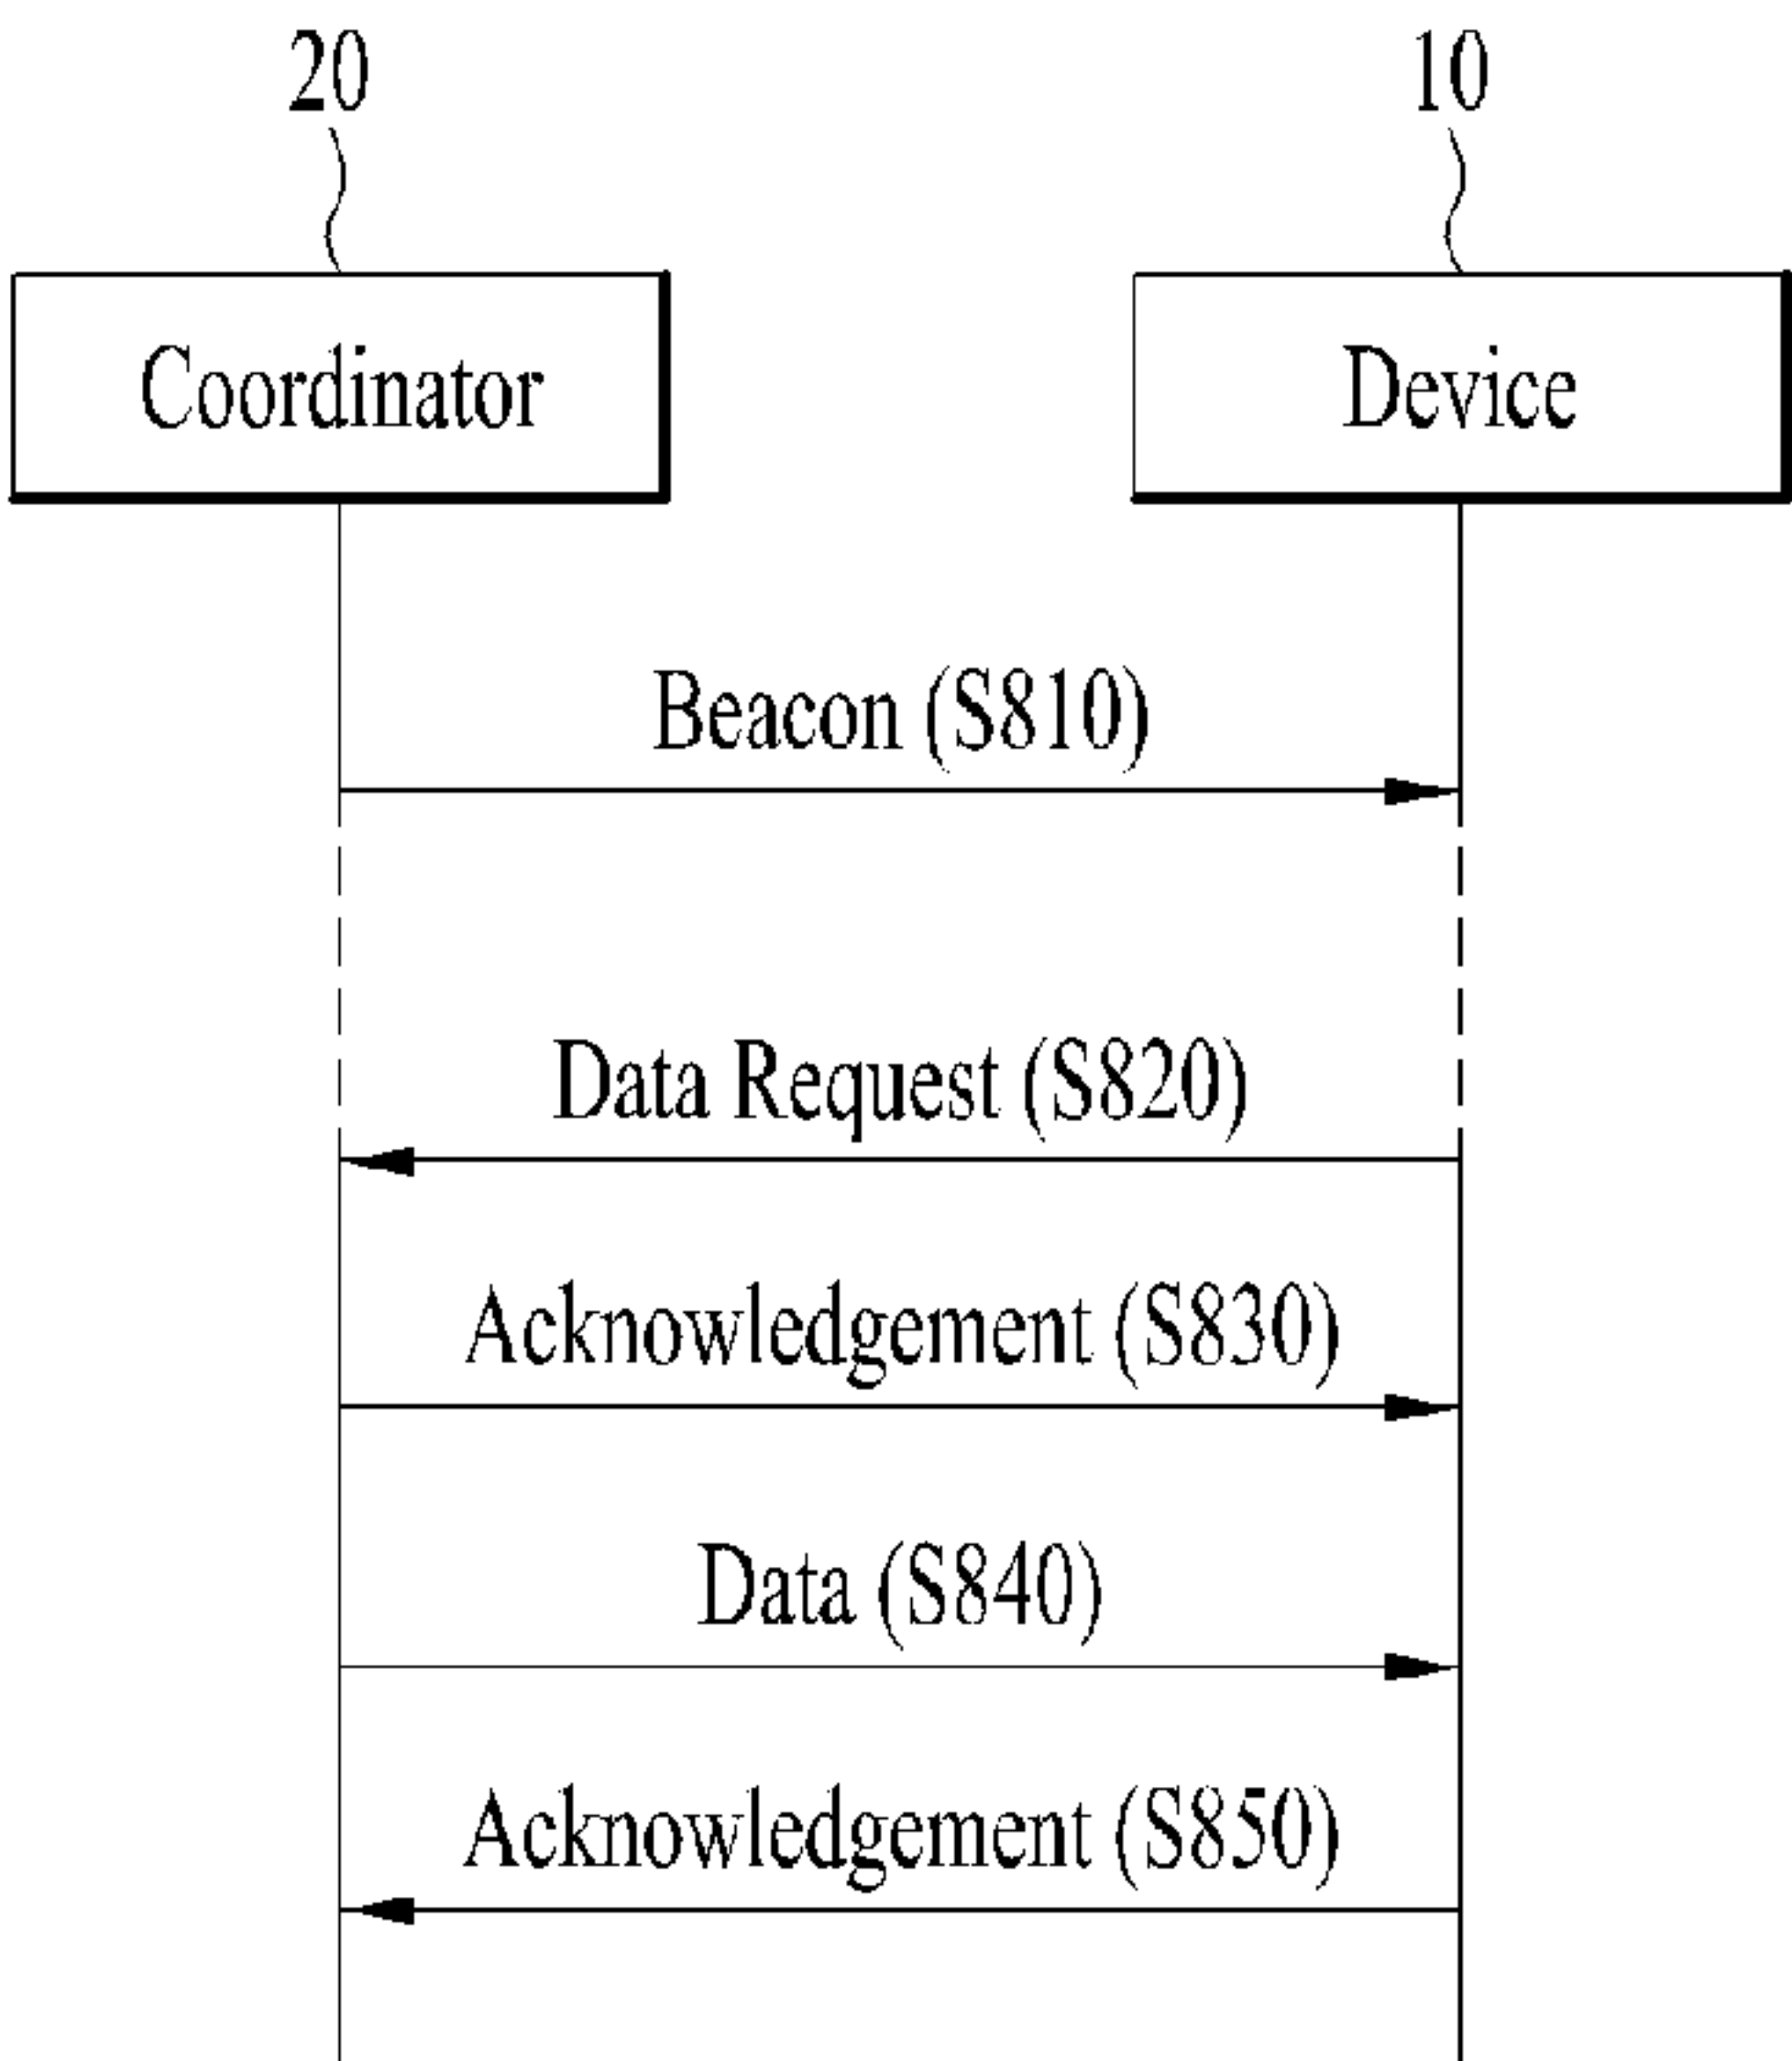 20
10
Coordinator
Device
Beacon (S810)
Data Request (S820)
Acknowledgement (S830)
Data (S840)
Acknowledgement (S850)